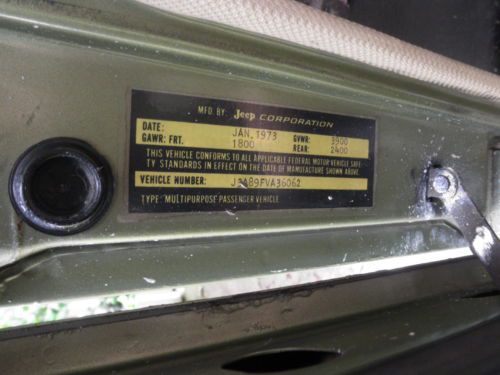 MFD. BY: Jeep CORPORATION
DATE: JAN, 1973 GVWR: 3900
GAWR: FRT. 1800 REAR: 2400
THIS VEHICLE CONFORMS TO ALL APPLICABLE FEDERAL MOTOR VEHICLE SAFE-
TY STANDARDS IN EFFECT ON THE DATE OF MANUFACTURE SHOWN ABOVE.
VEHICLE NUMBER:
TYPE: MULTIPURPOSE PASSENGER VEHICLE